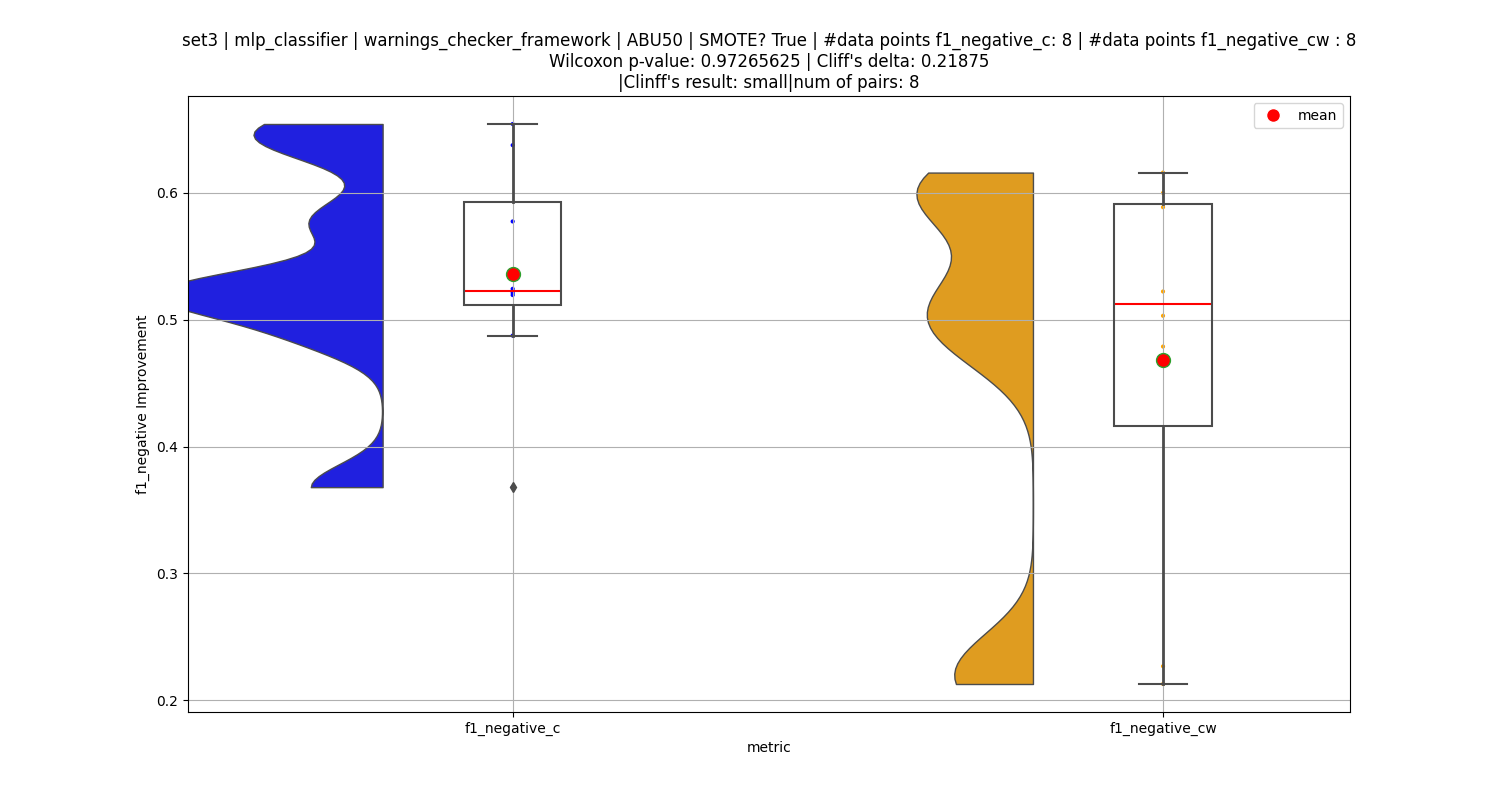 set3 | mlp_classifier | warnings_checker_framework | ABU50 | SMOTE? True | #data points f1_negative_c: 8 | #data points f1_negative_cw : 8
Wilcoxon p-value: 0.97265625 | Cliff's delta: 0.21875
|Clinff's result: small|num of pairs: 8
mean
0.6
0.5
0.4
0.3
0.2
f1_negative Improvement
f1_negative_c
f1_negative_cw
metric